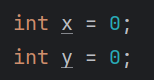 int x = 0;
int y = 0;